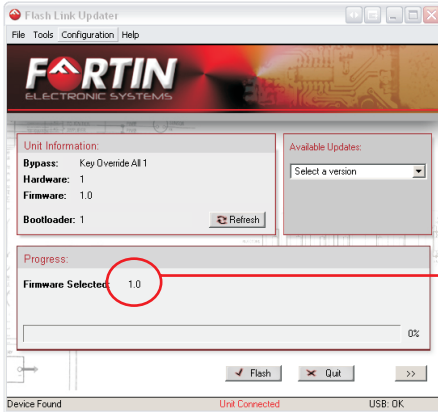 Flash Link Updater
File Tools Configuration Help
FORTIN
ELECTRONIC SYSTEMS
Unit Information:
Bypass: Key Override All 1
Hardware: 1
Firmware: 1.0
Bootloader: 1
Refresh
Available Updates:
Select a version
Progress:
Firmware Selected: 1.0
0%
Flash Quit >>
Device Found Unit Connected USB: OK